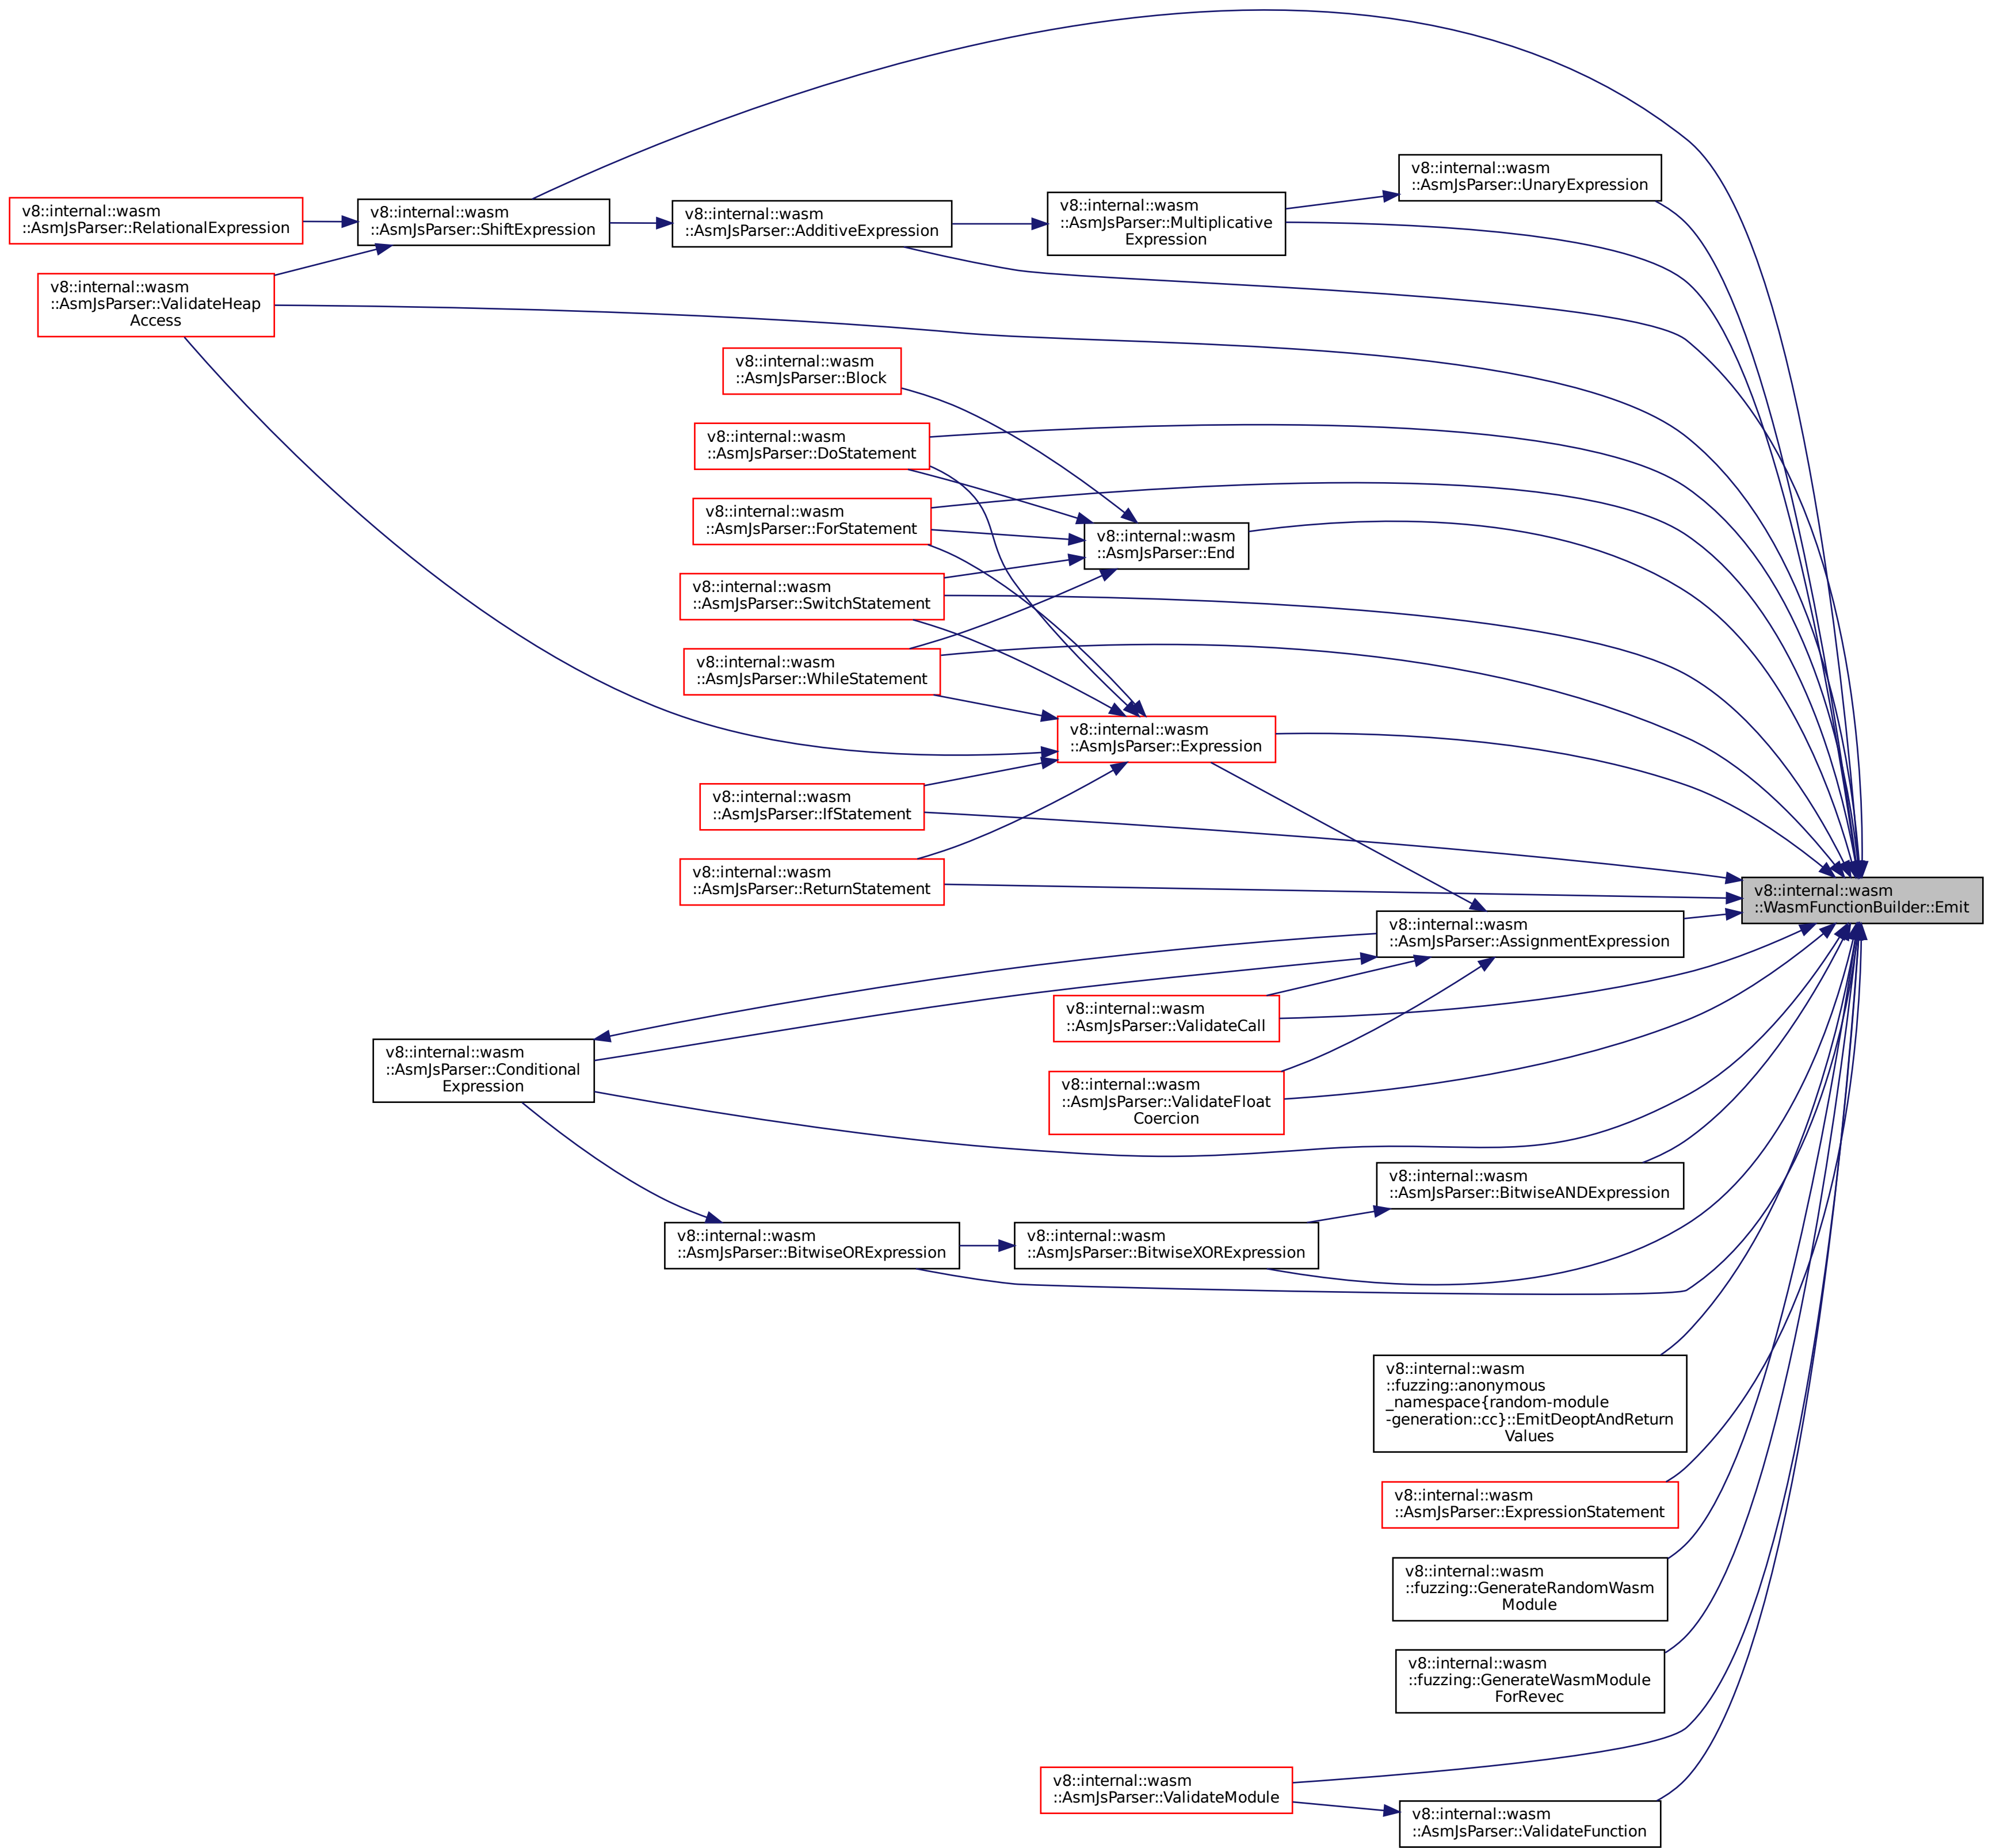 v8::internal::wasm
::AsmJsParser::UnaryExpression
v8::internal::wasm
::AsmJsParser::RelationalExpression
v8::internal::wasm
::AsmJsParser::ShiftExpression
v8::internal::wasm
::AsmJsParser::AdditiveExpression
v8::internal::wasm
::AsmJsParser::Multiplicative
Expression
v8::internal::wasm
::AsmJsParser::ValidateHeap
Access
v8::internal::wasm
::AsmJsParser::Block
v8::internal::wasm
::AsmJsParser::DoStatement
v8::internal::wasm
::AsmJsParser::ForStatement
v8::internal::wasm
::AsmJsParser::End
v8::internal::wasm
::AsmJsParser::SwitchStatement
v8::internal::wasm
::AsmJsParser::WhileStatement
v8::internal::wasm
::AsmJsParser::Expression
v8::internal::wasm
::AsmJsParser::IfStatement
v8::internal::wasm
::AsmJsParser::ReturnStatement
v8::internal::wasm
::WasmFunctionBuilder::Emit
v8::internal::wasm
::AsmJsParser::AssignmentExpression
v8::internal::wasm
::AsmJsParser::ValidateCall
v8::internal::wasm
::AsmJsParser::Conditional
Expression
v8::internal::wasm
::AsmJsParser::ValidateFloat
Coercion
v8::internal::wasm
::AsmJsParser::BitwiseANDExpression
v8::internal::wasm
::AsmJsParser::BitwiseORExpression
v8::internal::wasm
::AsmJsParser::BitwiseXORExpression
v8::internal::wasm
::fuzzing::anonymous
_namespace{random-module
-generation::cc}::EmitDeoptAndReturn
Values
v8::internal::wasm
::AsmJsParser::ExpressionStatement
v8::internal::wasm
::fuzzing::GenerateRandomWasm
Module
v8::internal::wasm
::fuzzing::GenerateWasmModule
ForRevec
v8::internal::wasm
::AsmJsParser::ValidateModule
v8::internal::wasm
::AsmJsParser::ValidateFunction